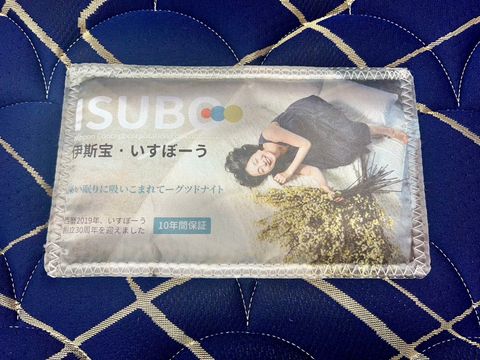 ISUBO
伊斯宝・いすぼーう
い眠りに吸いこまれてーグッドナイト
2019年、いすぼーう
立30周年を迎えました
10年間保証